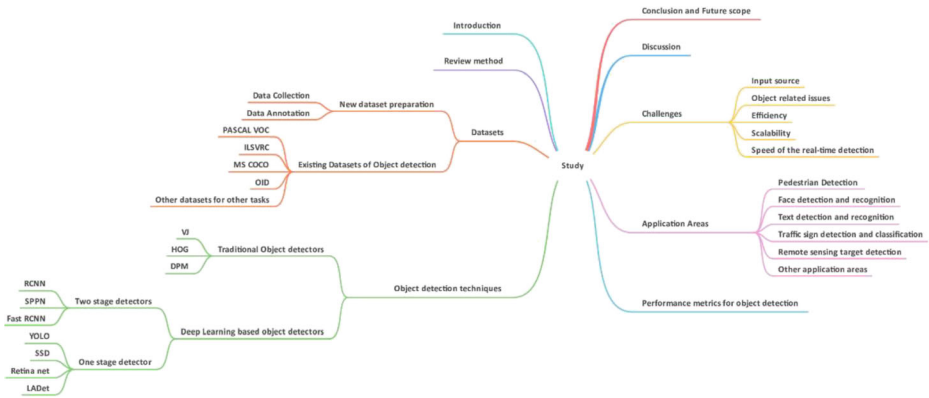 Introduction
Review method
Datasets
New dataset preparation
Data Collection
Data Annotation
Existing Datasets of Object detection
PASCAL VOC
ILSVRC
MS COCO
OID
Other datasets for other tasks
Object detection techniques
Traditional Object detectors
VJ
HOG
DPM
Deep Learning based object detectors
Two stage detectors
RCNN
SPPN
Fast RCNN
One stage detector
YOLO
SSD
Retina net
LADet
Study
Conclusion and Future scope
Discussion
Challenges
Input source
Object related issues
Efficiency
Scalability
Speed of the real-time detection
Application Areas
Pedestrian Detection
Face detection and recognition
Text detection and recognition
Traffic sign detection and classification
Remote sensing target detection
Other application areas
Performance metrics for object detection